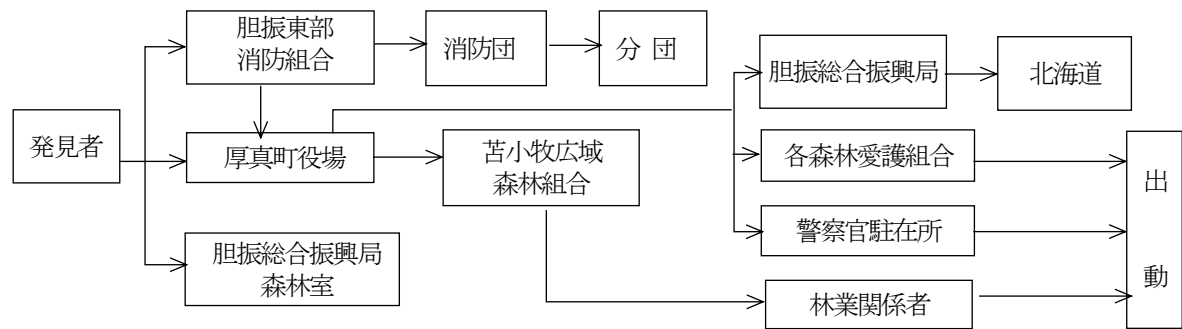 発見者
胆振東部
消防組合
消防団
分 団
厚真町役場
苫小牧広域
森林組合
胆振総合振興局
森林室
胆振総合振興局
北海道
各森林愛護組合
警察官駐在所
林業関係者
出
動